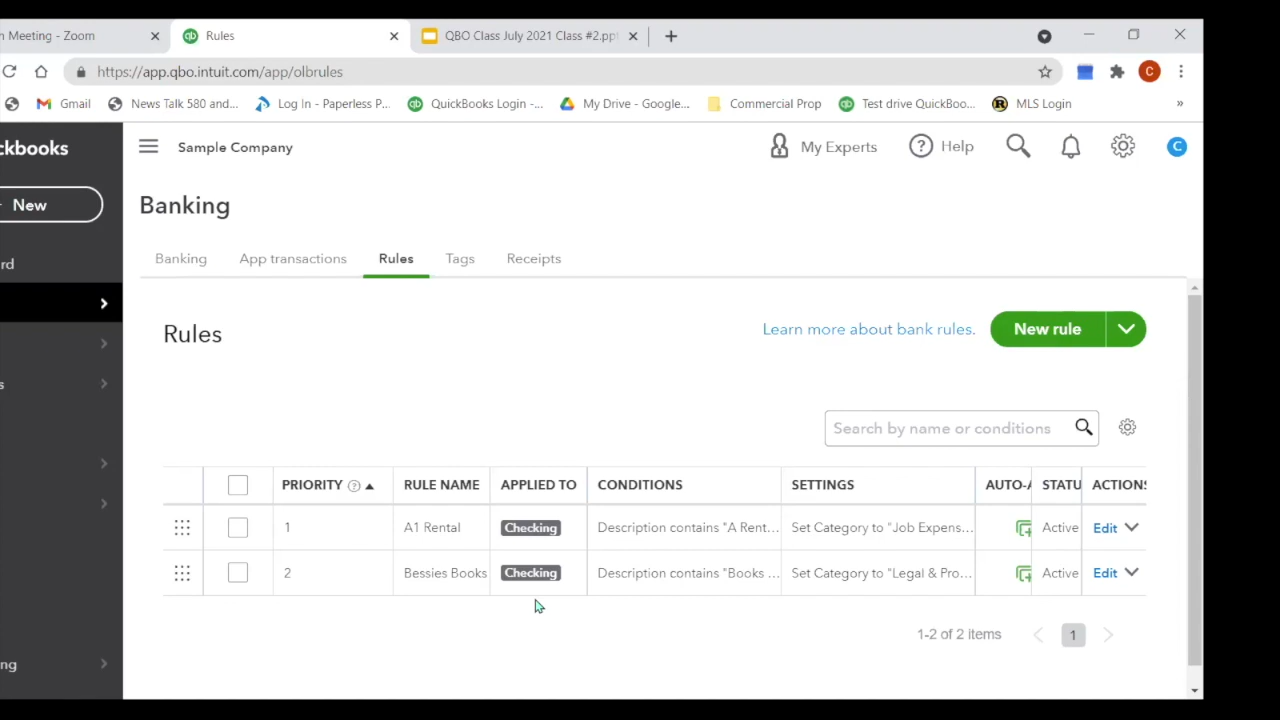 n Meeting - Zoom
Rules
QBO Class July 2021 Class #2.ppt
https://app.qbo.intuit.com/app/olbrules
C
Gmail
News Talk 580 and...
Log In - Paperless P...
QuickBooks Login -...
My Drive - Google...
Commercial Prop
Test drive QuickBoo...
MLS Login
»
ckbooks
Sample Company
My Experts
Help
C
New
Banking
rd
Banking
App transactions
Rules
Tags
Receipts
s
ng
Rules
Learn more about bank rules.
New rule
Search by name or conditions
PRIORITY RULE NAME APPLIED TO CONDITIONS SETTINGS AUTO-A STATU ACTIONS
1 A1 Rental Checking Description contains "A Rent... Set Category to "Job Expens... Active Edit
2 Bessies Books Checking Description contains "Books ... Set Category to "Legal & Pro... Active Edit
1-2 of 2 items
1